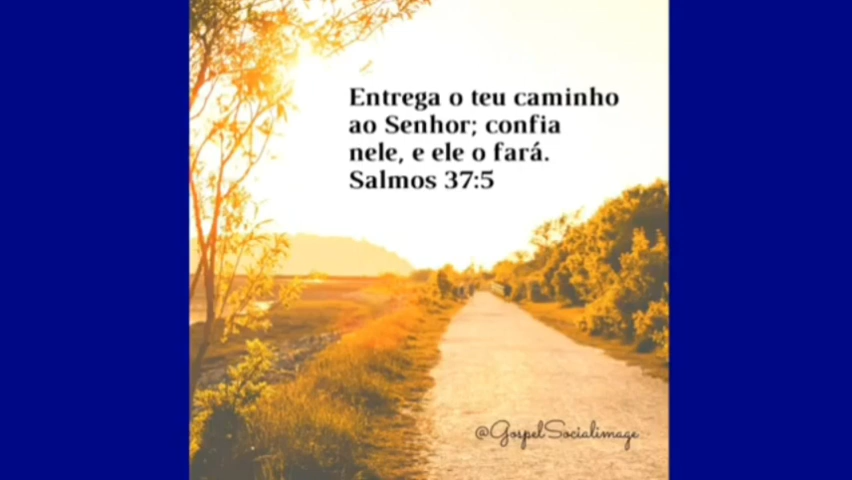 Entrega o teu caminho
ao Senhor; confia
nele, e ele o fará.
Salmos 37:5
@GospelSocialimage